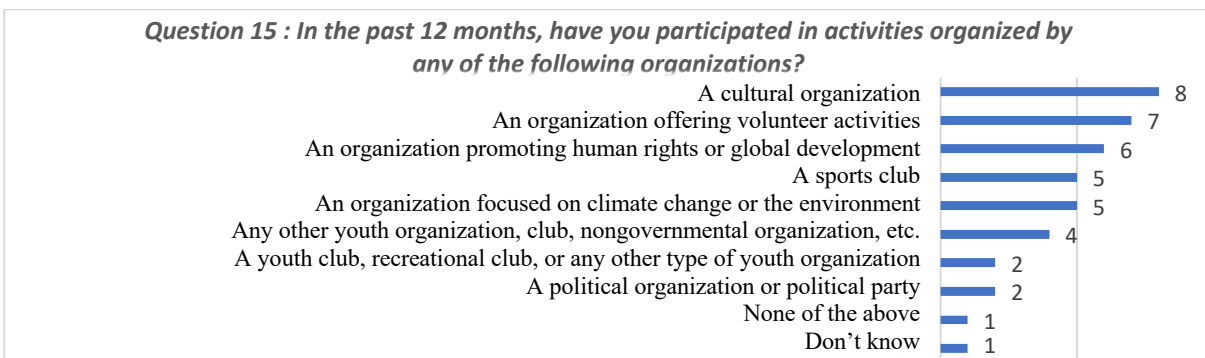 Question 15 : In the past 12 months, have you participated in activities organized by
any of the following organizations?
A cultural organization 8
An organization offering volunteer activities 7
An organization promoting human rights or global development 6
A sports club 5
An organization focused on climate change or the environment 5
Any other youth organization, club, nongovernmental organization, etc. 4
A youth club, recreational club, or any other type of youth organization 2
A political organization or political party 2
None of the above 1
Don’t know 1